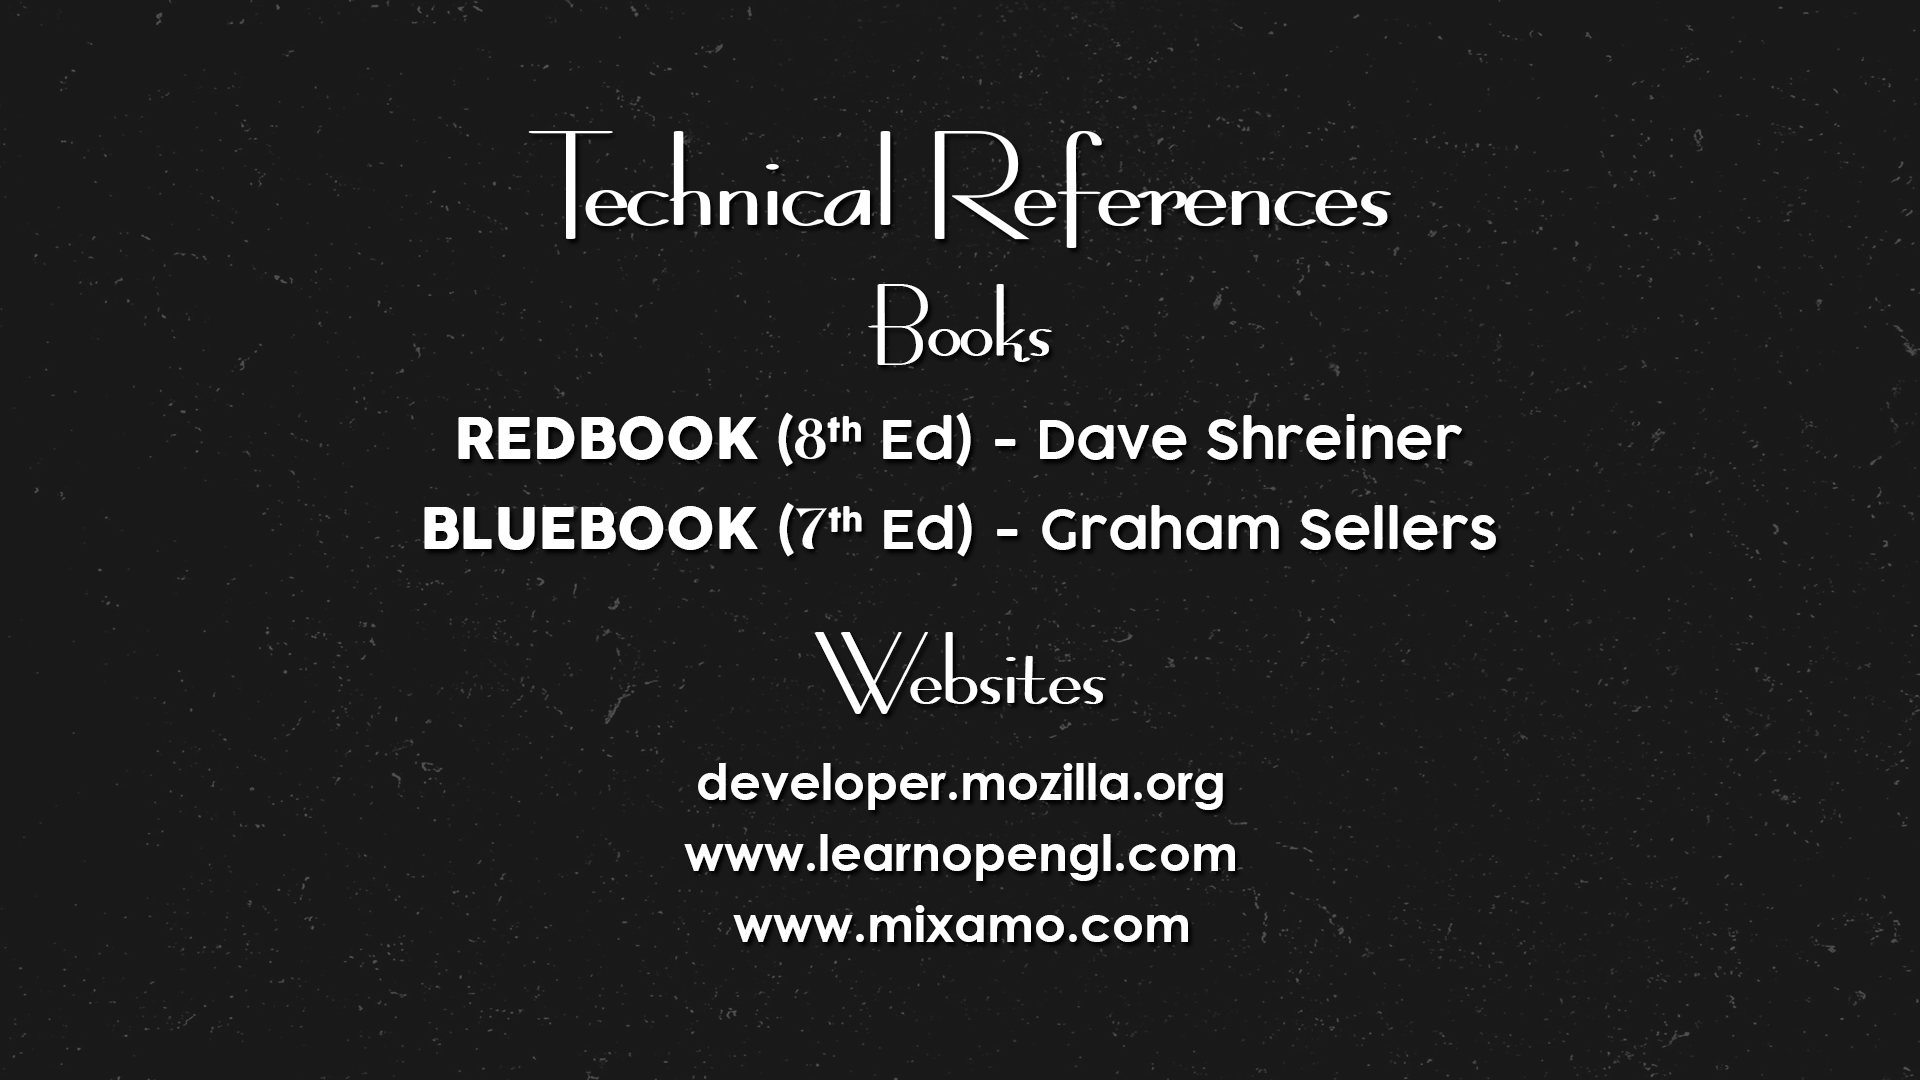 Technical References
Books
REDBOOK (8th Ed) - Dave Shreiner
BLUEBOOK (7th Ed) - Graham Sellers
Websites
developer.mozilla.org
www.learnopengl.com
www.mixamo.com